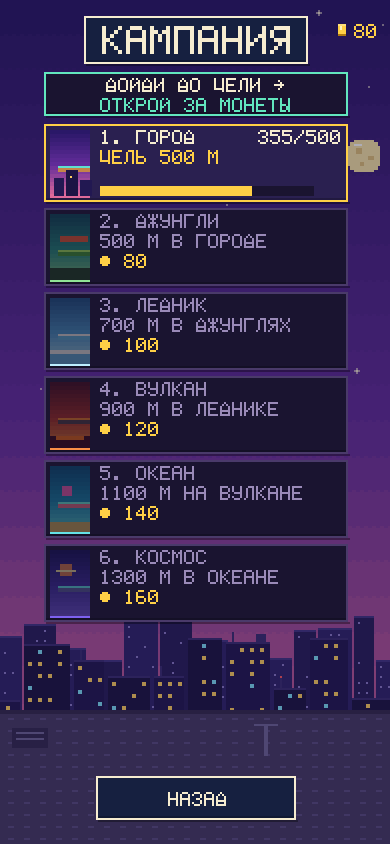 КАМПАНИЯ
80
ДОЙДИ ДО ЦЕЛИ →
ОТКРОЙ ЗА МОНЕТЫ
1. ГОРОД 355/500
ЦЕЛЬ 500 М
2. ДЖУНГЛИ
500 М В ГОРОДЕ
80
3. ЛЕДНИК
700 М В ДЖУНГЛЯХ
100
4. ВУЛКАН
900 М В ЛЕДНИКЕ
120
5. ОКЕАН
1100 М НА ВУЛКАНЕ
140
6. КОСМОС
1300 М В ОКЕАНЕ
160
НАЗАД